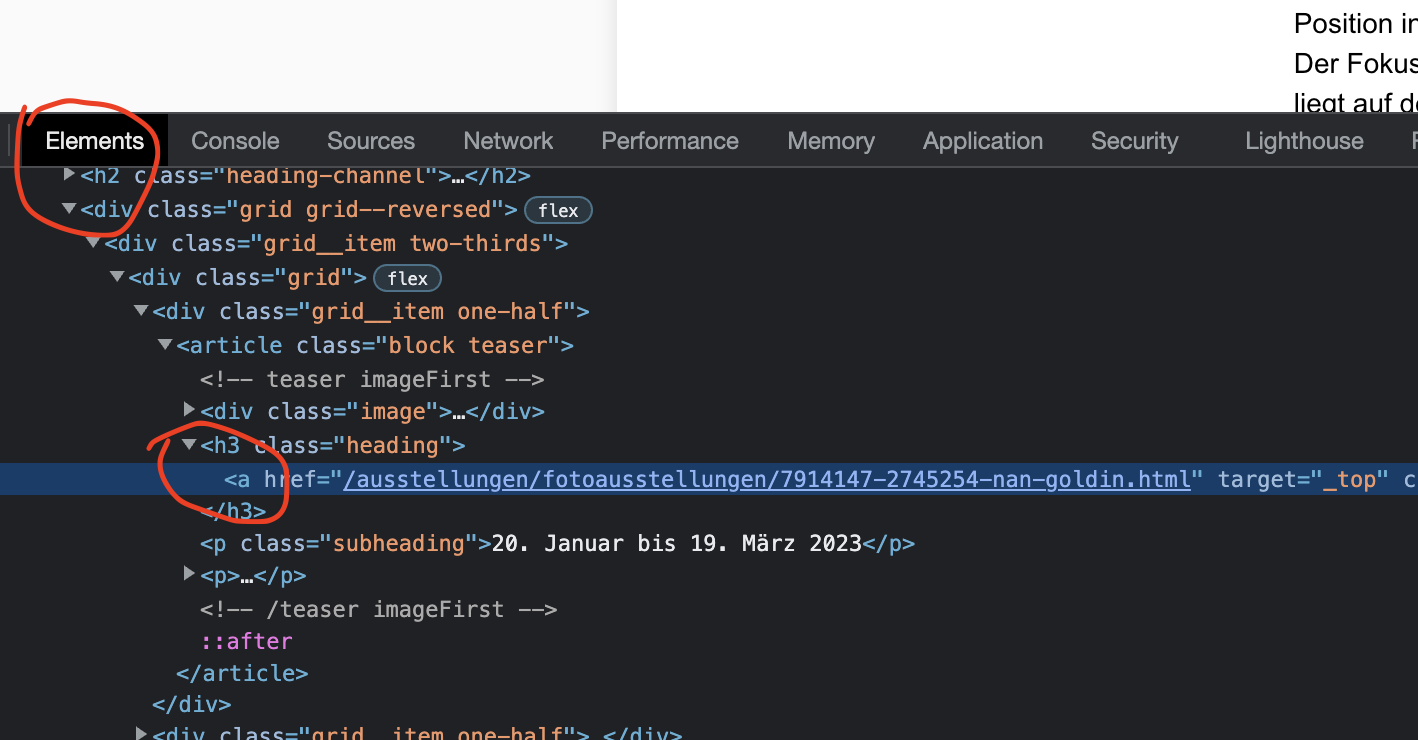 Position in
Der Fokus
liegt auf de
Elements Console Sources Network Performance Memory Application Security Lighthouse
<h2 class="heading-channel">…</h2>
<div class="grid grid--reversed"> flex
<div class="grid__item two-thirds">
<div class="grid"> flex
<div class="grid__item one-half">
<article class="block teaser">
<!-- teaser imageFirst -->
<div class="image">…</div>
<h3 class="heading">
<a href="/ausstellungen/fotoausstellungen/7914147-2745254-nan-goldin.html" target="_top" c
</h3>
<p class="subheading">20. Januar bis 19. März 2023</p>
<p>…</p>
<!-- /teaser imageFirst -->
::after
</article>
</div>
<div class="grid__item one-half"> </div>